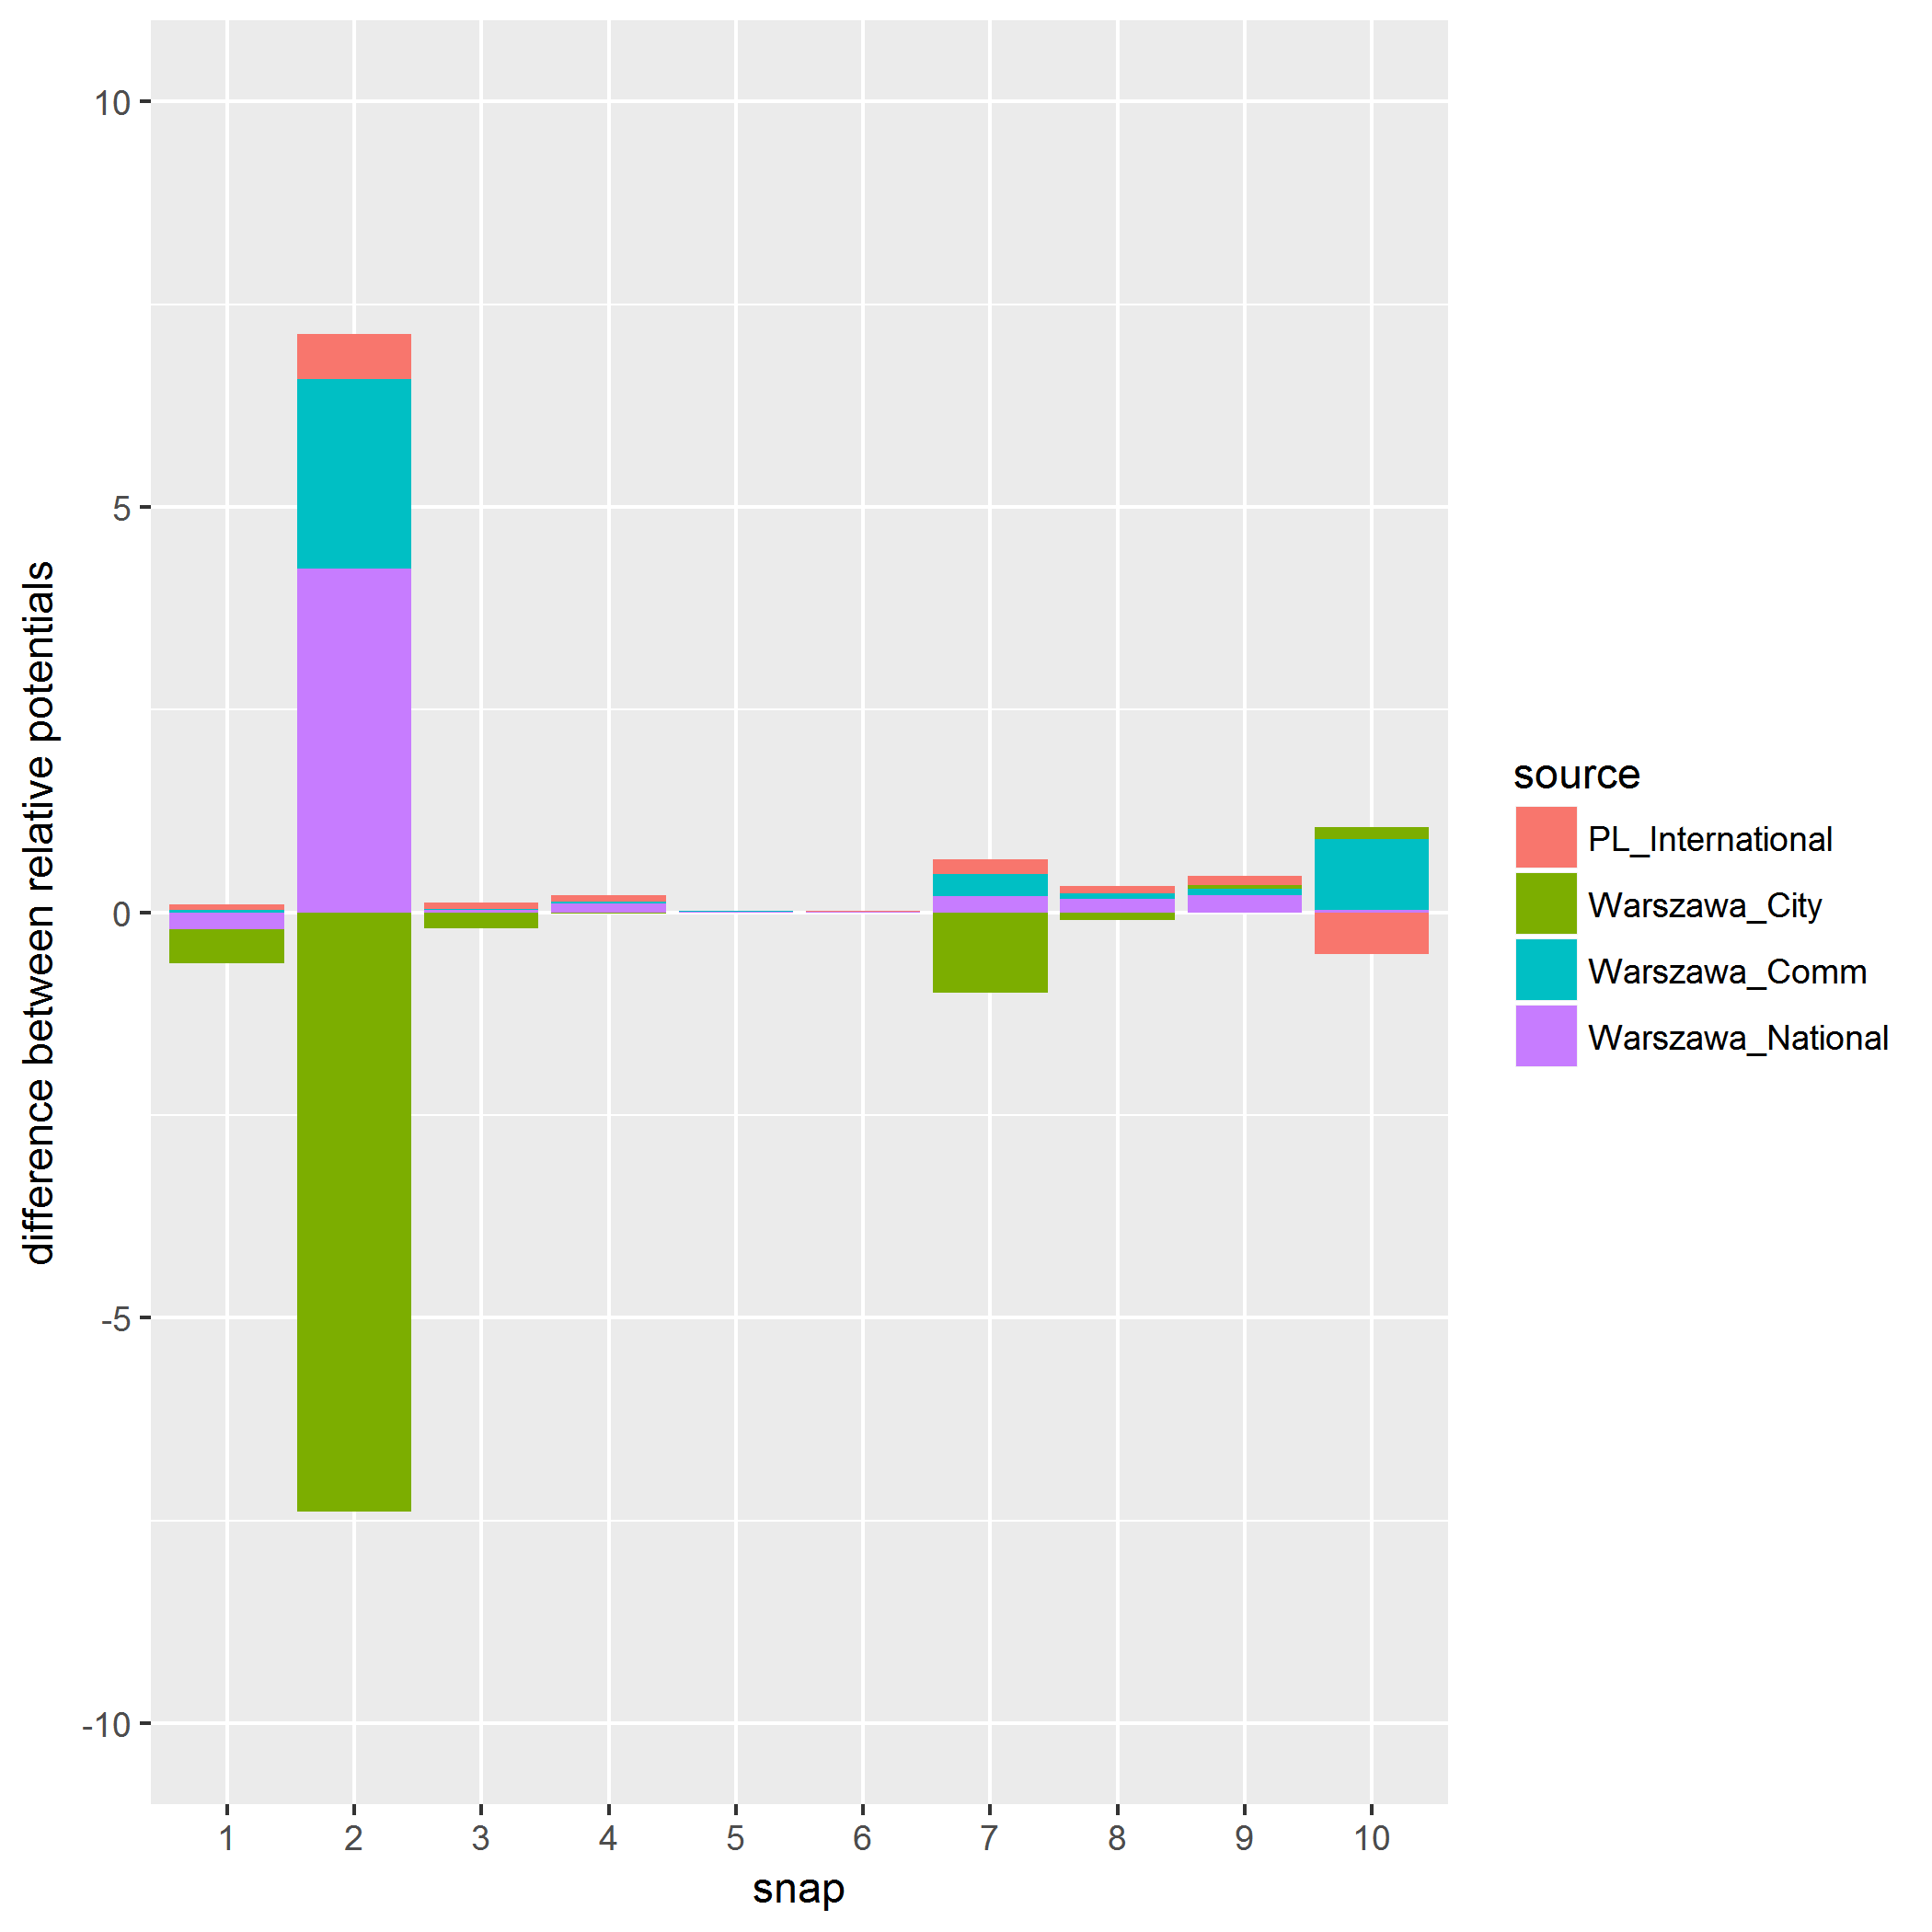 difference between relative potentials
10
5
0
-5
-10
1 2 3 4 5 6 7 8 9 10
snap
source
PL_International
Warszawa_City
Warszawa_Comm
Warszawa_National